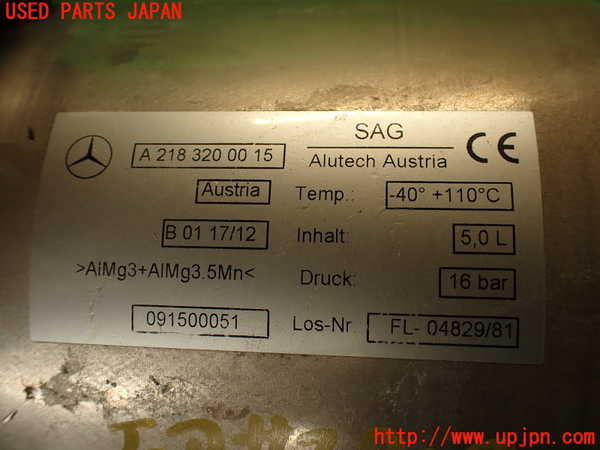 USED PARTS JAPAN
SAG
A 218 320 00 15
Alutech Austria
CE
Austria
Temp.: -40° +110°C
B 01 17/12
Inhalt: 5,0 L
>AlMg3+AlMg3.5Mn<
Druck: 16 bar
091500051
Los-Nr. FL- 04829/81
http://www.upjpn.com/